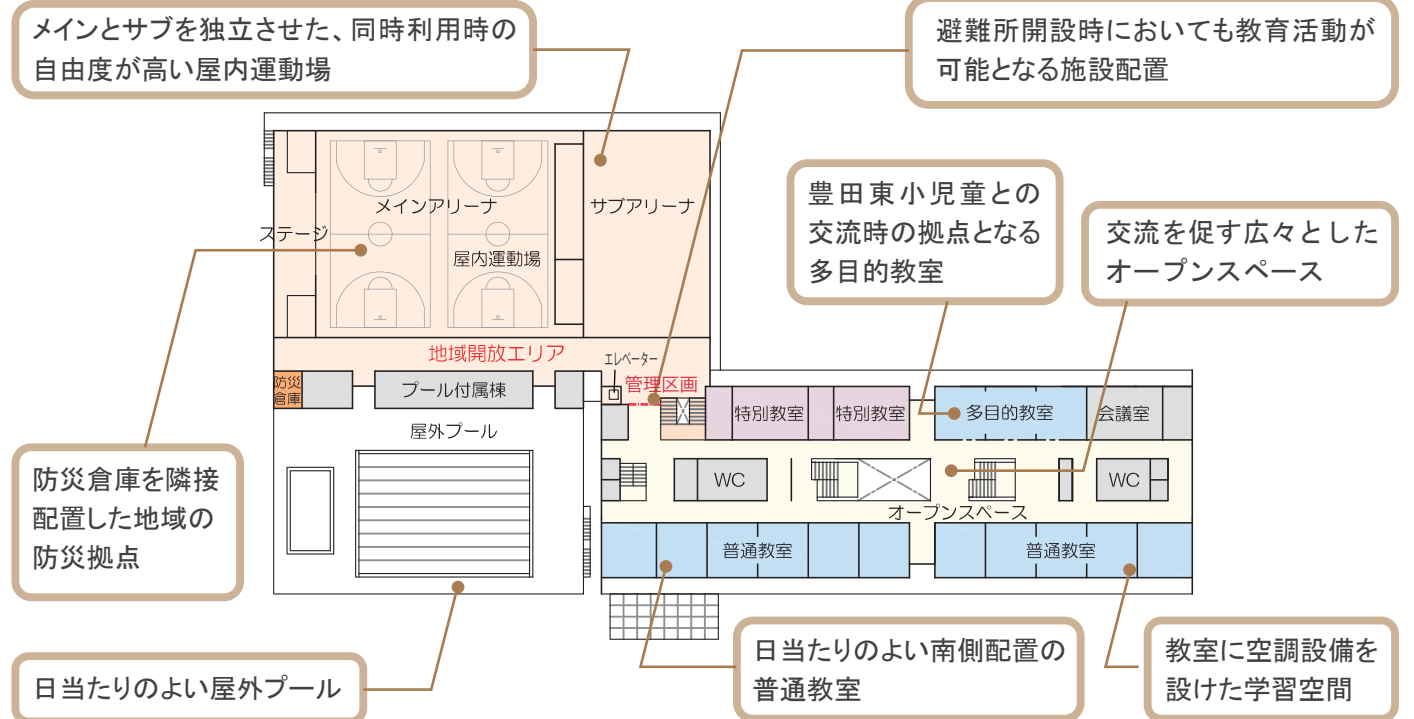 メインとサブを独立させた、同時利用時の
自由度が高い屋内運動場
避難所開設時においても教育活動が
可能となる施設配置
豊田東小児童との
交流時の拠点となる
多目的教室
交流を促す広々とした
オープンスペース
メインアリーナ
サブアリーナ
ステージ
屋内運動場
地域開放エリア
エレベーター
防災
倉庫
プール付属棟
管理区画
特別教室
特別教室
多目的教室
会議室
屋外プール
WC
WC
オープンスペース
普通教室
普通教室
防災倉庫を隣接
配置した地域の
防災拠点
日当たりのよい屋外プール
日当たりのよい南側配置の
普通教室
教室に空調設備を
設けた学習空間